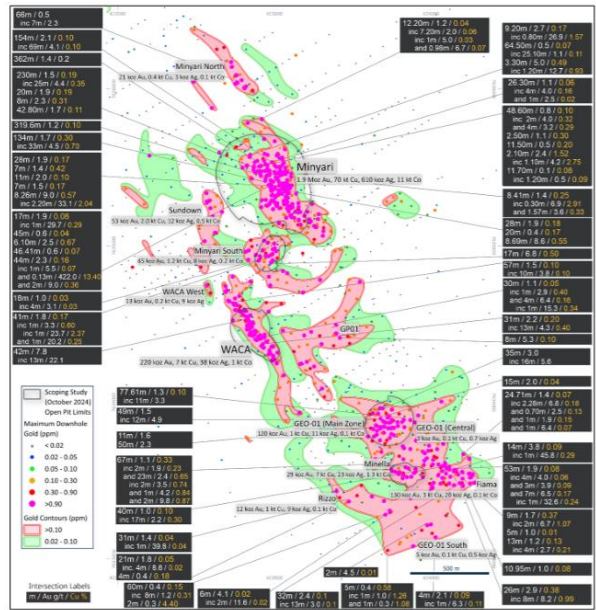 66m / 0.5
inc 7m / 2.3
154m / 2.1 / 0.10
inc 69m / 4.1 / 0.10
362m / 1.4 / 0.2
230m / 1.5 / 0.19
inc 25m / 4.4 / 0.35
20m / 1.9 / 0.19
8m / 2.3 / 0.31
42.80m / 1.7 / 0.11
319.6m / 1.2 / 0.10
134m / 1.7 / 0.30
inc 33m / 4.5 / 0.70
28m / 1.9 / 0.17
7m / 1.4 / 0.42
11m / 2.0 / 0.10
7m / 1.5 / 0.17
8.26m / 9.0 / 0.57
inc 2.20m / 33.1 / 2.04
17m / 1.9 / 0.08
inc 1m / 29.7 / 0.29
45m / 0.6 / 0.04
6.10m / 2.5 / 0.67
46.41m / 0.6 / 0.07
44m / 2.3 / 0.16
inc 1m / 5.5 / 0.07
inc 0.13m / 422.0 / 13.40
and 2m / 9.0 / 0.36
18m / 1.0 / 0.03
inc 4m / 3.1 / 0.03
41m / 1.8 / 0.17
inc 1m / 3.3 / 0.60
inc 1m / 23.7 / 2.37
and 1m / 20.2 / 0.25
42m / 7.8
inc 13m / 22.1
12.20m / 1.2 / 0.04
inc 7.20m / 2.0 / 0.06
inc 1m / 5.0 / 0.03
and 0.98m / 6.7 / 0.07
9.20m / 2.7 / 0.17
inc 0.80m / 26.9 / 1.57
64.50m / 0.5 / 0.07
inc 25.10m / 1.1 / 0.11
3.30m / 5.0 / 0.49
inc 1.20m / 12.7 / 0.93
26.30m / 1.1 / 0.06
inc 4m / 4.0 / 0.16
and 1m / 2.5 / 0.02
48.60m / 0.8 / 0.10
inc 2m / 4.0 / 0.32
and 4m / 3.2 / 0.29
2.50m / 1.1 / 0.30
11.50m / 0.5 / 0.20
2.10m / 2.4 / 1.52
inc 1.10m / 4.2 / 2.75
11.70m / 0.1 / 0.08
inc 1.20m / 0.5 / 0.09
8.41m / 1.4 / 0.25
inc 0.30m / 6.9 / 2.91
and 1.57m / 3.6 / 0.33
28m / 1.9 / 0.18
20m / 0.4 / 0.17
8.69m / 8.6 / 0.55
17m / 6.8 / 0.50
57m / 1.5 / 0.10
inc 10m / 3.8 / 0.10
30m / 1.1 / 0.05
inc 1m / 2.9 / 0.40
and 4m / 6.4 / 0.16
inc 1m / 15.3 / 0.34
31m / 2.2 / 0.20
inc 13m / 4.3 / 0.40
8m / 5.3 / 0.10
35m / 3.0
inc 16m / 5.6
15m / 2.0 / 0.04
24.71m / 1.4 / 0.07
inc 2.28m / 6.8 / 0.18
and 0.70m / 2.5 / 0.13
and 1m / 1.9 / 0.15
and 1m / 6.4 / 0.07
14m / 3.8 / 0.09
inc 1m / 45.8 / 0.29
53m / 1.9 / 0.08
inc 4m / 4.0 / 0.06
and 3m / 3.9 / 0.09
and 7m / 6.5 / 0.17
inc 1m / 32.6 / 0.24
9m / 1.7 / 0.37
inc 2m / 6.7 / 1.07
5m / 1.0 / 0.01
13m / 1.2 / 0.13
inc 4m / 2.7 / 0.21
10.95m / 1.0 / 0.08
26m / 2.9 / 0.38
inc 8m / 8.2 / 0.99
Minyari North
21 koz Au, 0.4 kt Cu, 3 koz Ag, 0.1 kt Co
Minyari
1.9 Moz Au, 70 kt Cu, 610 koz Ag, 11 kt Co
Sundown
53 koz Au, 2.0 kt Cu, 12 koz Ag, 0.5 kt Co
Minyari South
45 koz Au, 1.2 kt Cu, 8 koz Ag, 0.2 kt Co
WACA West
13 koz Au, 0.2 kt Cu, 9 koz Ag
WACA
220 koz Au, 7 kt Cu, 38 koz Ag, 1 kt Co
GP01
Scoping Study
(October 2024)
Open Pit Limits
Maximum Downhole
Gold (ppm)
< 0.02
0.02 - 0.05
0.05 - 0.10
0.10 - 0.30
0.30 - 0.90
>0.90
Gold Contours (ppm)
>0.10
0.02 - 0.10
Intersection Labels
m / Au g/t / Cu %
77.61m / 1.3 / 0.10
inc 11m / 3.3
49m / 1.5
inc 12m / 4.9
11m / 1.6
50m / 2.3
67m / 1.1 / 0.33
inc 2m / 1.9 / 0.23
and 23m / 2.4 / 0.65
inc 2m / 3.5 / 0.74
and 1m / 4.2 / 0.84
and 2m / 9.8 / 0.87
40m / 1.0 / 0.10
inc 17m / 2.2 / 0.30
31m / 1.4 / 0.04
inc 1m / 39.8 / 0.04
21m / 1.8 / 0.05
inc 4m / 8.8 / 0.02
4m / 0.4 / 0.18
60m / 0.4 / 0.15
inc 8m / 1.2 / 0.31
2m / 0.3 / 4.40
GEO-01 (Main Zone)
120 koz Au, 1 kt Cu, 11 koz Ag, 0.1 kt Co
GEO-01 (Central)
3 koz Au, 0.1 kt Cu, 0.7 koz Ag
Minella
Fiama
130 koz Au, 3 kt Cu, 20 koz Ag, 0.1 kt Co
Rizzo
12 koz Au, 1 kt Cu, 9 koz Ag, 0.1 kt Co
GEO-01 South
5 koz Au, 0.1 kt Cu, 0.5 koz Ag
500 m
6m / 4.1 / 0.02
inc 2m / 11.6 / 0.02
32m / 2.4 / 0.1
inc 13m / 3.0 / 0.1
2m / 4.5 / 0.01
5m / 0.4 / 0.58
inc 1m / 1.0 / 1.26
and 1m / 0.3 / 1.08
4m / 2.1 / 0.09
inc 1m / 6.3 / 0.11